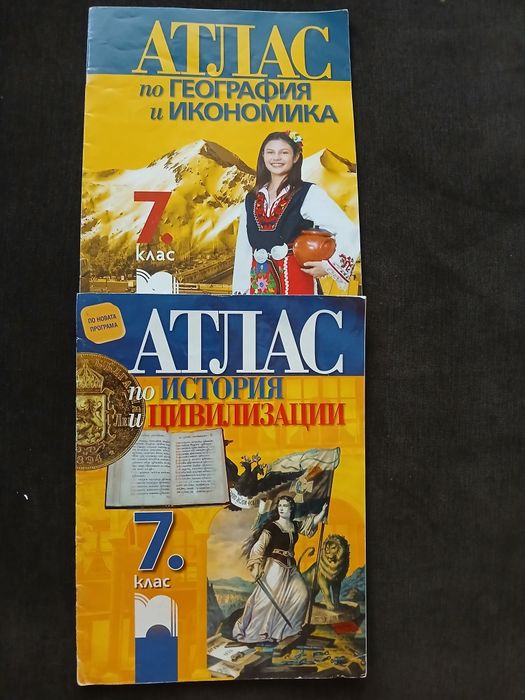 АТЛАС
по ГЕОГРАФИЯ
и ИКОНОМИКА
7.
клас
ПО НОВАТА
ПРОГРАМА
АТЛАС
по ИСТОРИЯ
и ЦИВИЛИЗАЦИИ
7.
клас